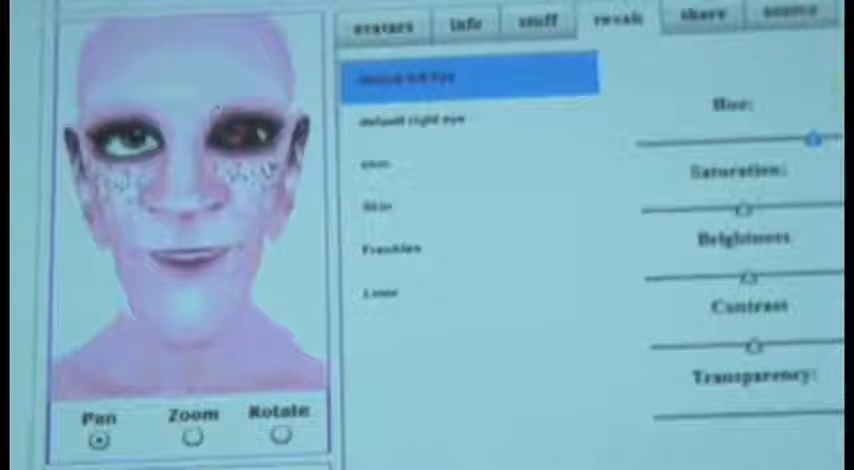 avatars info stuff tweak share source
default left eye
default right eye
Skin
Freckles
Hue:
Saturation:
Brightness
Contrast
Transparency:
Pan Zoom Rotate